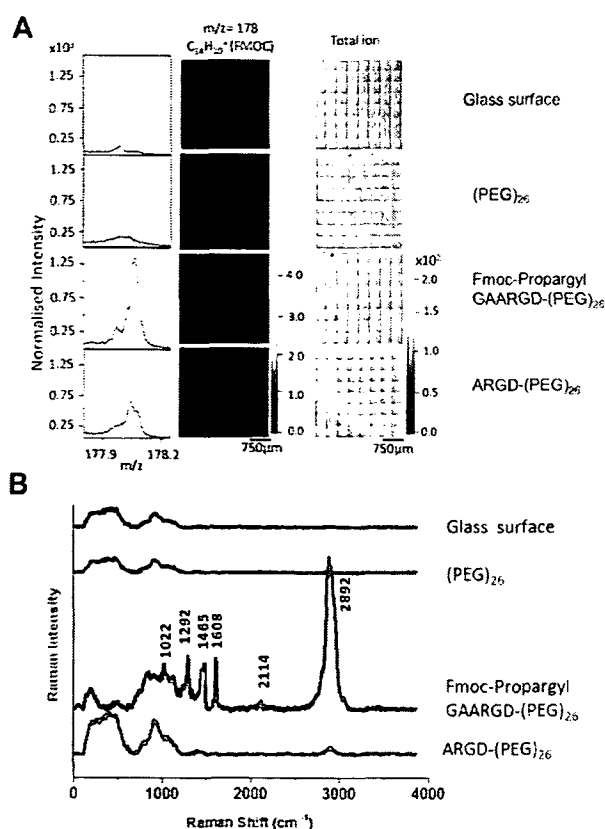 A
m/z= 178
C14H10+ (FMOC)
Total ion
x10³
1.25
0.75
0.25
Glass surface
1.25
0.75
0.25
(PEG)26
Normalised Intensity
1.25
0.75
0.25
4.0
3.0
x10²
2.0
1.5
Fmoc-Propargyl
GAARGD-(PEG)26
1.25
0.75
0.25
2.0
1.0
0.0
1.0
0.5
0.0
ARGD-(PEG)26
177.9 178.2
m/z
750µm
750µm
B
Raman Intensity
Glass surface
(PEG)26
1022
1292
1465
1608
2114
2892
Fmoc-Propargyl
GAARGD-(PEG)26
ARGD-(PEG)26
0 1000 2000 3000 4000
Raman Shift (cm⁻¹)